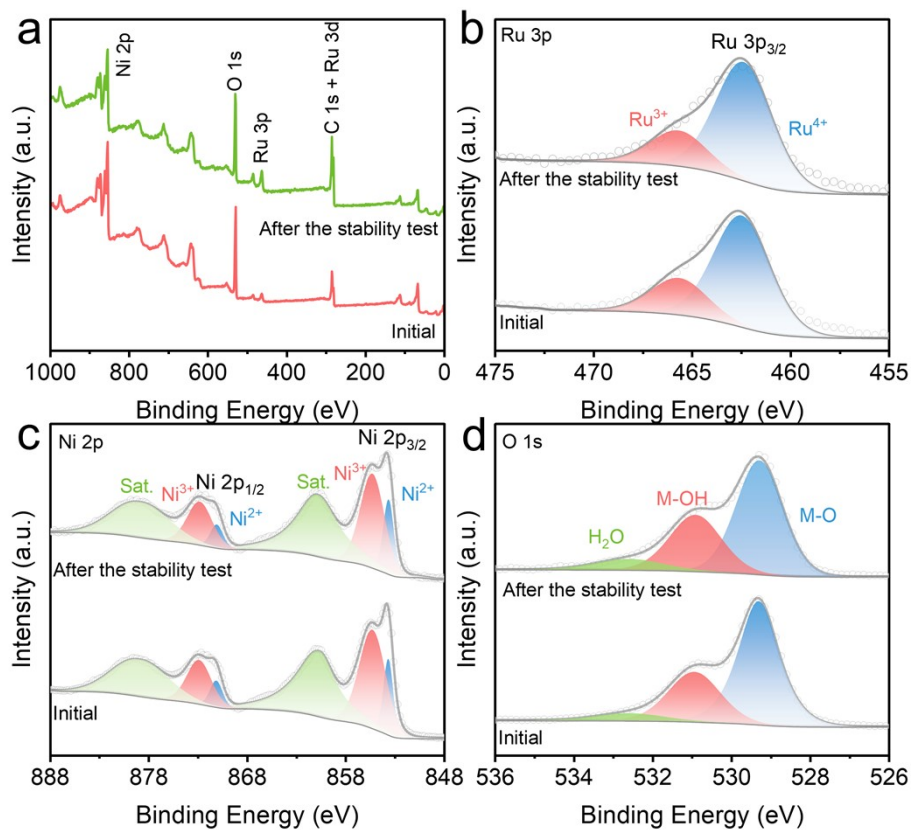 a
Ni 2p
O 1s
Ru 3p
C 1s + Ru 3d
After the stability test
Initial
Intensity (a.u.)
1000 800 600 400 200 0
Binding Energy (eV)
b
Ru 3p
Ru 3p3/2
Ru3+
Ru4+
After the stability test
Initial
Intensity (a.u.)
475 470 465 460 455
Binding Energy (eV)
c
Ni 2p
Ni 2p3/2
Sat.
Ni3+
Ni 2p1/2
Ni2+
Sat.
Ni3+
Ni2+
After the stability test
Initial
Intensity (a.u.)
888 878 868 858 848
Binding Energy (eV)
d
O 1s
H2O
M-OH
M-O
After the stability test
Initial
Intensity (a.u.)
536 534 532 530 528 526
Binding Energy (eV)